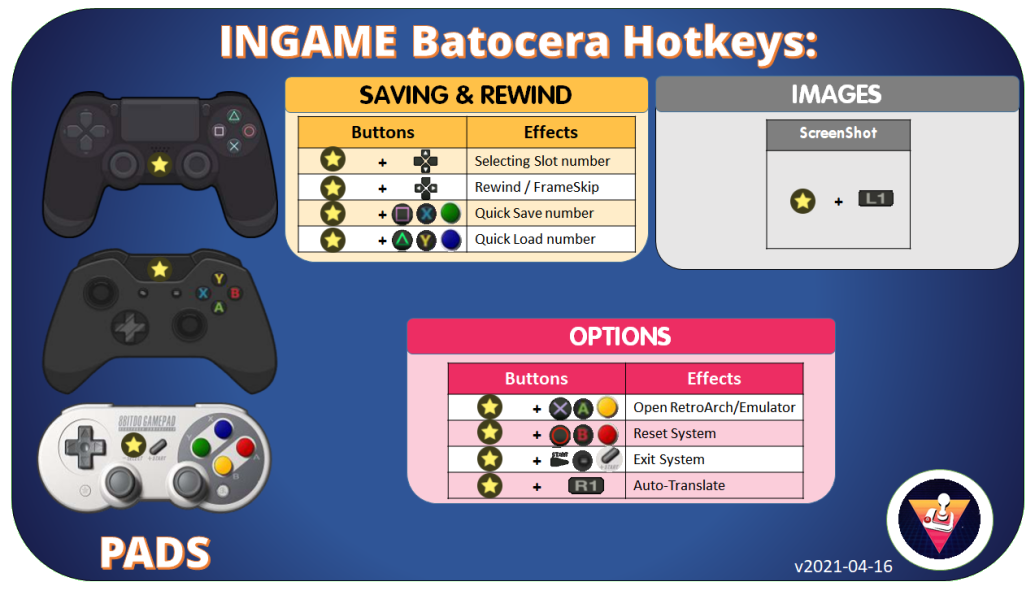 INGAME Batocera Hotkeys:
SAVING & REWIND
Buttons Effects
+ Selecting Slot number
+ Rewind / FrameSkip
+ X Quick Save number
+ Y Quick Load number
IMAGES
ScreenShot
+ L1
Y
X B
A
8BITDO GAMEPAD
OPTIONS
Buttons Effects
+ A Open RetroArch/Emulator
+ B Reset System
+ START START Exit System
+ R1 Auto-Translate
PADS
v2021-04-16